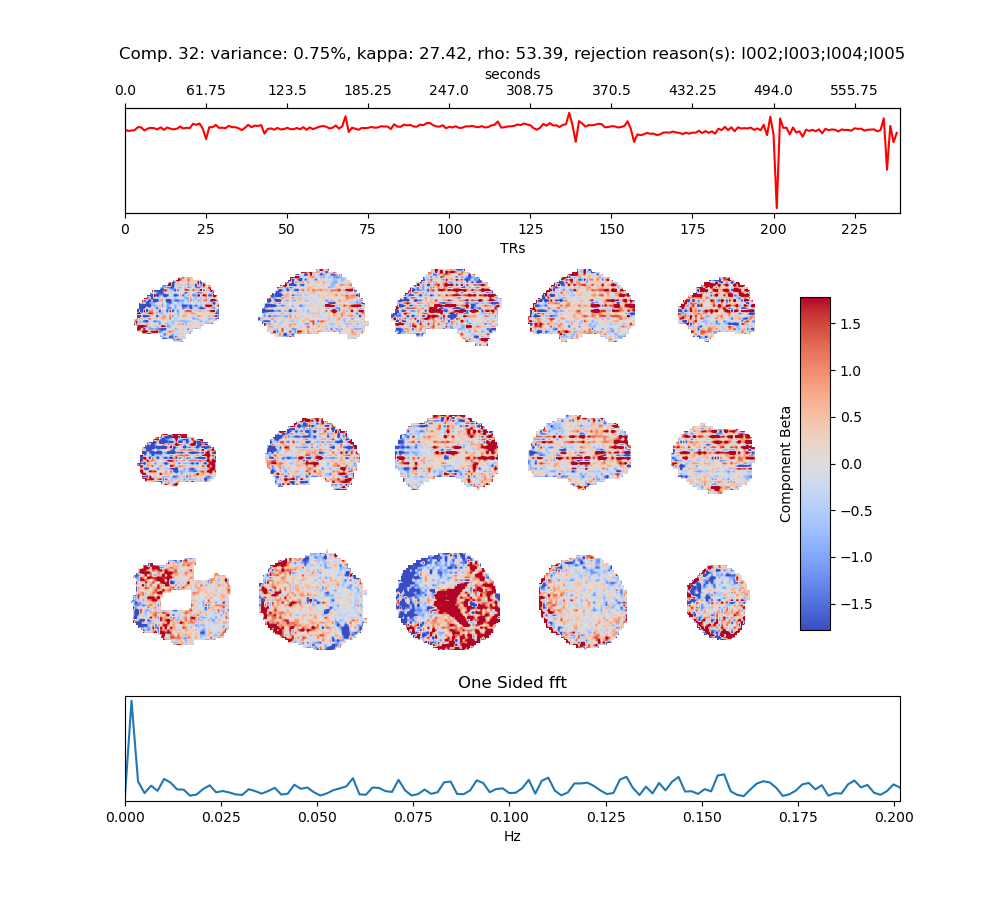 Comp. 32: variance: 0.75%, kappa: 27.42, rho: 53.39, rejection reason(s): I002;I003;I004;I005
seconds
0.0 61.75 123.5 185.25 247.0 308.75 370.5 432.25 494.0 555.75
0 25 50 75 100 125 150 175 200 225
TRs
1.5
1.0
0.5
0.0
−0.5
−1.0
−1.5
Component Beta
One Sided fft
0.000 0.025 0.050 0.075 0.100 0.125 0.150 0.175 0.200
Hz